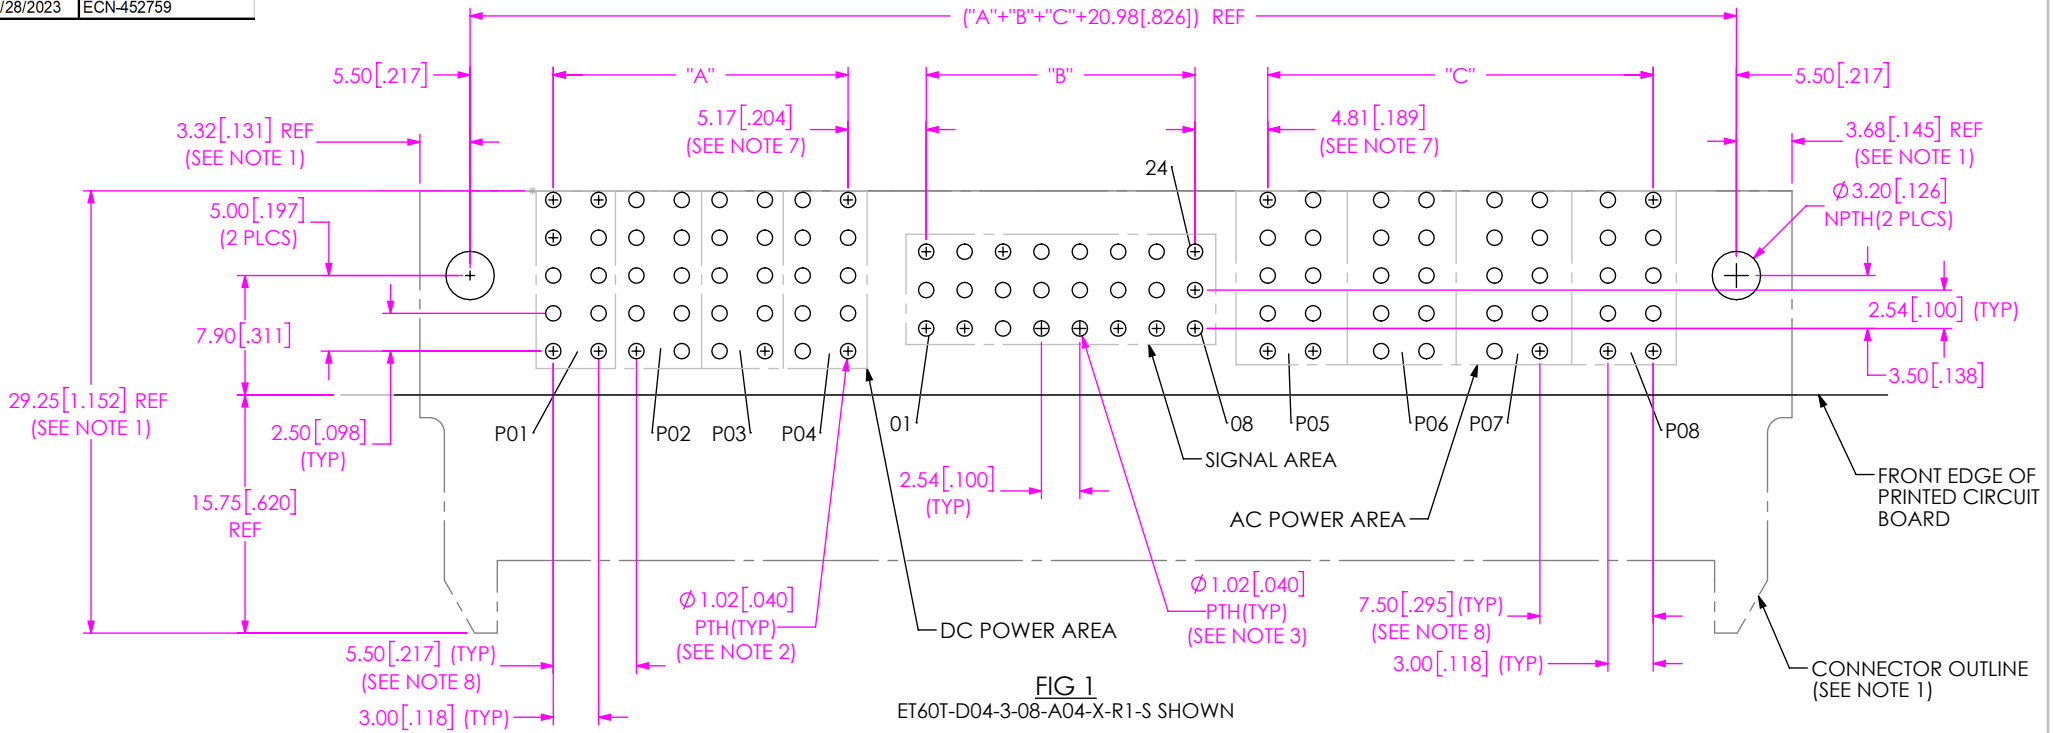 /28/2023 ECN-452759
("A"+"B"+"C"+20.98[.826]) REF
5.50[.217]
"A"
"B"
"C"
5.50[.217]
3.32[.131] REF
(SEE NOTE 1)
5.17[.204]
(SEE NOTE 7)
4.81[.189]
(SEE NOTE 7)
3.68[.145] REF
(SEE NOTE 1)
24
5.00[.197]
(2 PLCS)
Ø3.20[.126]
NPTH(2 PLCS)
7.90[.311]
2.54[.100] (TYP)
29.25[1.152] REF
(SEE NOTE 1)
3.50[.138]
2.50[.098]
(TYP)
P01
P02
P03
P04
01
08
P05
P06
P07
P08
SIGNAL AREA
15.75[.620]
REF
2.54[.100]
(TYP)
AC POWER AREA
FRONT EDGE OF
PRINTED CIRCUIT
BOARD
Ø1.02[.040]
PTH(TYP)
(SEE NOTE 2)
DC POWER AREA
Ø1.02[.040]
PTH(TYP)
(SEE NOTE 3)
7.50[.295](TYP)
(SEE NOTE 8)
5.50[.217] (TYP)
(SEE NOTE 8)
3.00[.118] (TYP)
3.00[.118] (TYP)
CONNECTOR OUTLINE
(SEE NOTE 1)
FIG 1
ET60T-D04-3-08-A04-X-R1-S SHOWN